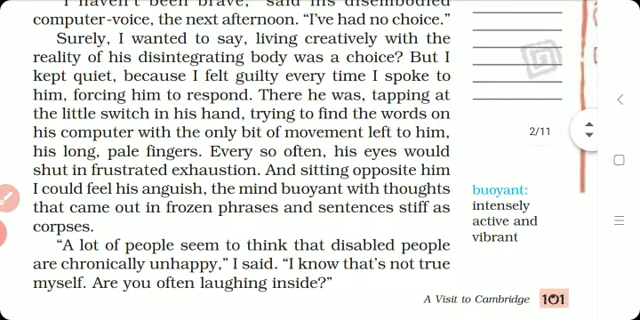 "I haven't been brave," said his disembodied
computer-voice, the next afternoon. "I've had no choice."
Surely, I wanted to say, living creatively with the
reality of his disintegrating body was a choice? But I
kept quiet, because I felt guilty every time I spoke to
him, forcing him to respond. There he was, tapping at
the little switch in his hand, trying to find the words on
his computer with the only bit of movement left to him,
his long, pale fingers. Every so often, his eyes would
shut in frustrated exhaustion. And sitting opposite him
I could feel his anguish, the mind buoyant with thoughts
that came out in frozen phrases and sentences stiff as
corpses.
"A lot of people seem to think that disabled people
are chronically unhappy," I said. "I know that's not true
myself. Are you often laughing inside?"
2/11
buoyant:
intensely
active and
vibrant
A Visit to Cambridge 101